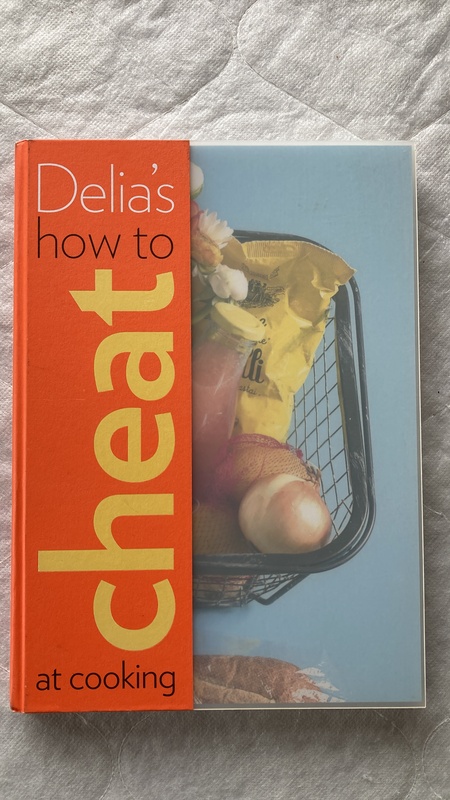 Delia's
how to
cheat
at cooking